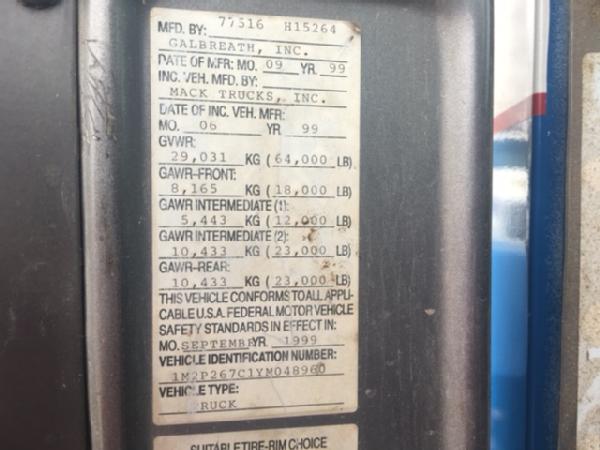 MFD. BY: 77516 H15264
GALBREATH, INC.
DATE OF MFR: MO. 09 YR. 99
INC. VEH. MFD. BY:
MACK TRUCKS, INC.
DATE OF INC. VEH. MFR:
MO. 06 YR 99
GVWR:
29,031 KG (64,000 LB)
GAWR-FRONT:
8,165 KG (18,000 LB)
GAWR INTERMEDIATE (1):
5,443 KG (12,000 LB)
GAWR INTERMEDIATE (2):
10,433 KG (23,000 LB)
GAWR-REAR:
10,433 KG (23,000 LB)
THIS VEHICLE CONFORMS TO ALL APPLI-
CABLE U.S.A. FEDERAL MOTOR VEHICLE
SAFETY STANDARDS IN EFFECT IN:
MO. SEPTEMBE YR. 1999
VEHICLE IDENTIFICATION NUMBER:
1M2P267C1YM048960
VEHICLE TYPE:
TRUCK
SUITABLE TIRE-RIM CHOICE